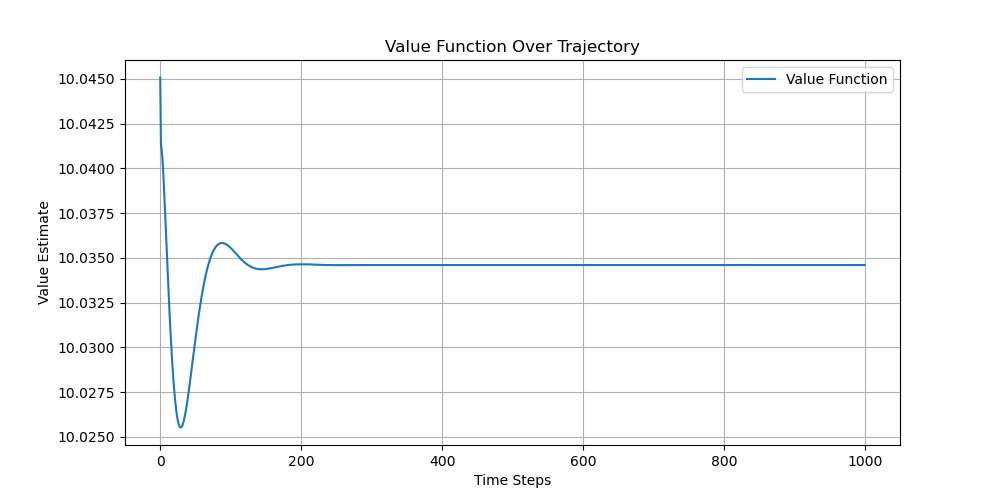 Value Function Over Trajectory
Value Function
10.0450
10.0425
10.0400
10.0375
10.0350
10.0325
10.0300
10.0275
10.0250
Value Estimate
0 200 400 600 800 1000
Time Steps